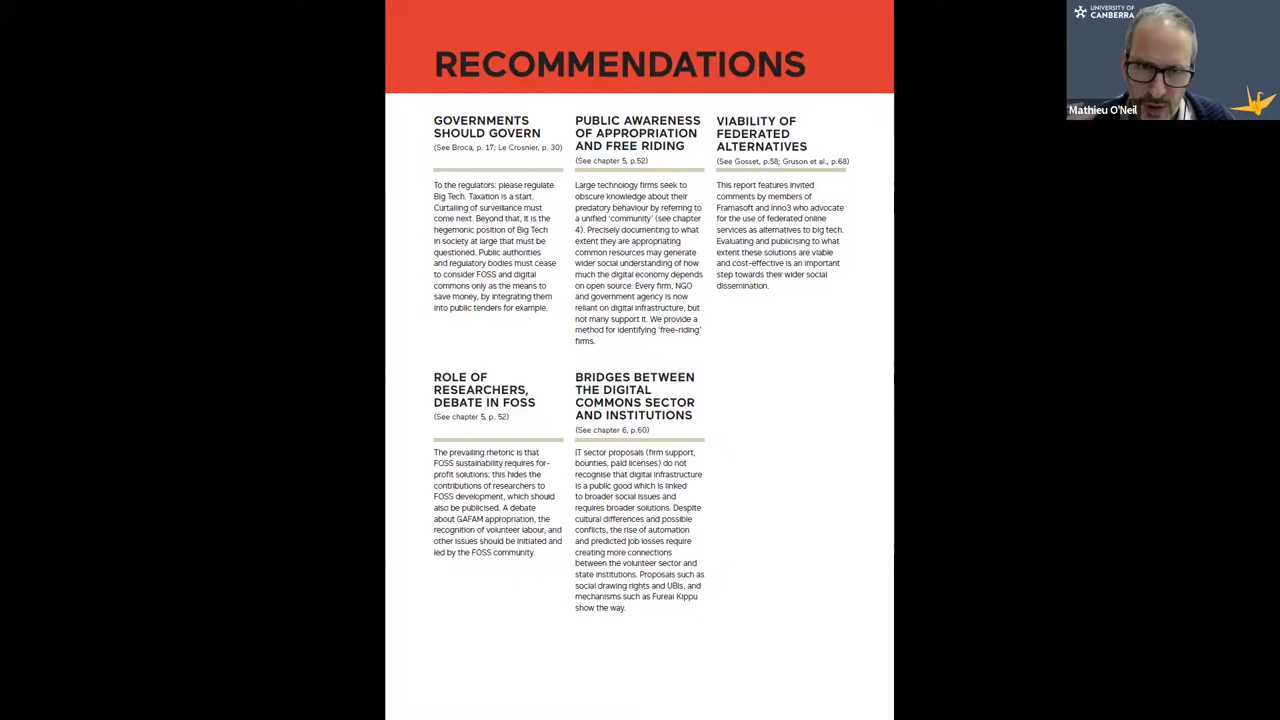 RECOMMENDATIONS
GOVERNMENTS
SHOULD GOVERN
(See Broca, p. 17; Le Crosnier, p. 30)
To the regulators: please regulate
Big Tech. Taxation is a start.
Curtailing of surveillance must
come next. Beyond that, it is the
hegemonic position of Big Tech
in society at large that must be
questioned. Public authorities
and regulatory bodies must cease
to consider FOSS and digital
commons only as the means to
save money, by integrating them
into public tenders for example.
PUBLIC AWARENESS
OF APPROPRIATION
AND FREE RIDING
(See chapter 5, p.52)
Large technology firms seek to
obscure knowledge about their
predatory behaviour by referring to
a unified 'community' (see chapter
4). Precisely documenting to what
extent they are appropriating
common resources may generate
wider social understanding of how
much the digital economy depends
on open source. Every firm, NGO
and government agency is now
reliant on digital infrastructure, but
not many support it. We provide a
method for identifying 'free-riding'
firms.
VIABILITY OF
FEDERATED
ALTERNATIVES
(See Gosset, p.58; Gruson et al., p.68)
This report features invited
comments by members of
Framasoft and Inno3 who advocate
for the use of federated online
services as alternatives to big tech.
Evaluating and publicising to what
extent these solutions are viable
and cost-effective is an important
step towards their wider social
dissemination.
ROLE OF
RESEARCHERS,
DEBATE IN FOSS
(See chapter 5, p. 52)
The prevailing rhetoric is that
FOSS sustainability requires for-
profit solutions: this hides the
contributions of researchers to
FOSS development, which should
also be publicised. A debate
about GAFAM appropriation, the
recognition of volunteer labour, and
other issues should be initiated and
led by the FOSS community.
BRIDGES BETWEEN
THE DIGITAL
COMMONS SECTOR
AND INSTITUTIONS
(See chapter 6, p.60)
IT sector proposals (firm support,
bounties, paid licenses) do not
recognise that digital infrastructure
is a public good which is linked
to broader social issues and
requires broader solutions. Despite
cultural differences and possible
conflicts, the rise of automation
and predicted job losses require
creating more connections
between the volunteer sector and
state institutions. Proposals such as
social drawing rights and UBIs, and
mechanisms such as Fureai Kippu
show the way.
UNIVERSITY OF
CANBERRA
Mathieu O'Neil